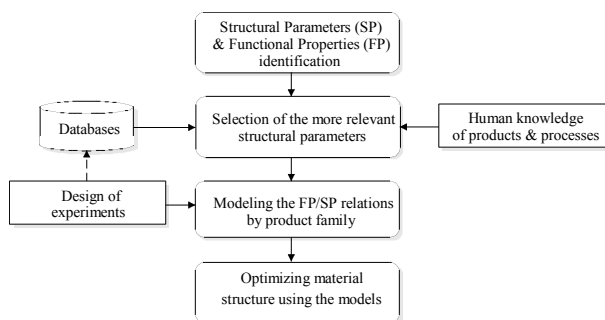 Structural Parameters (SP)
& Functional Properties (FP)
identification
Databases
Selection of the more relevant
structural parameters
Human knowledge
of products & processes
Design of
experiments
Modeling the FP/SP relations
by product family
Optimizing material
structure using the models